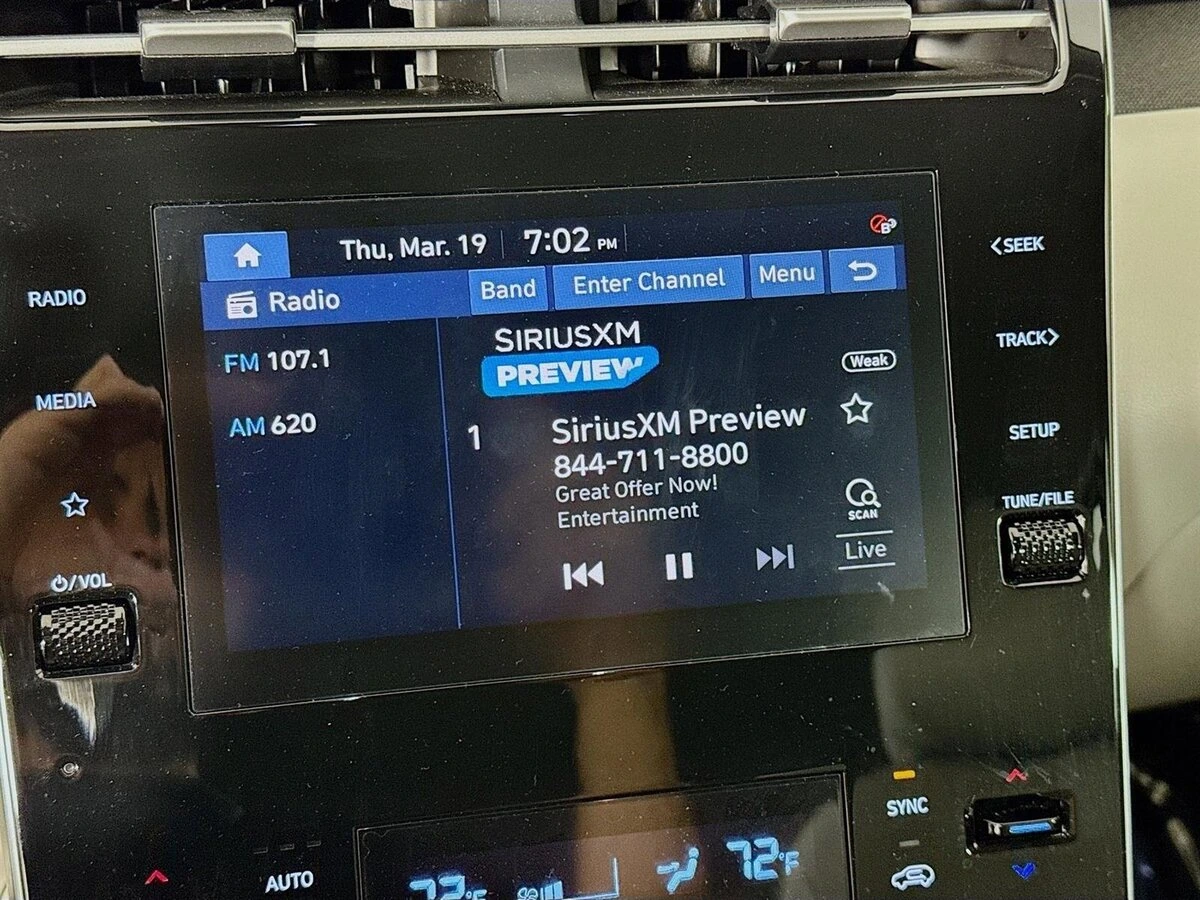 Thu, Mar. 19 7:02 PM
Radio Band Enter Channel Menu
FM 107.1
AM 620
SIRIUSXM
PREVIEW
Weak
1 SiriusXM Preview
844-711-8800
Great Offer Now!
Entertainment
SCAN
Live
RADIO
MEDIA
/VOL
<SEEK
TRACK>
SETUP
TUNE/FILE
SYNC
AUTO
72°F
72°F